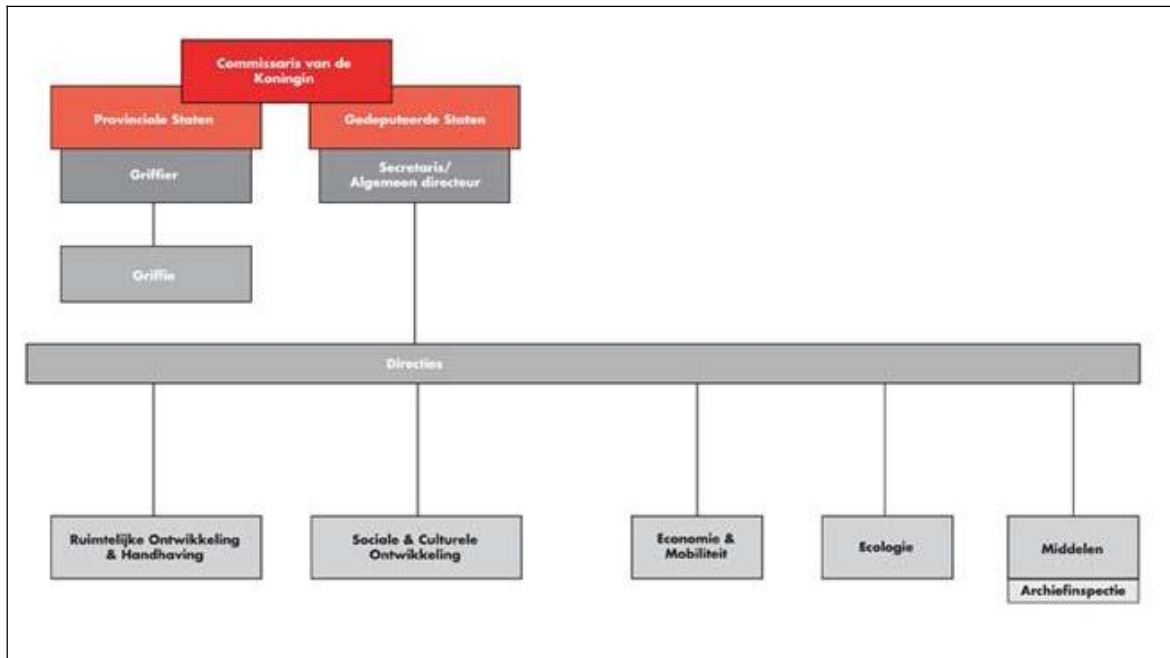 Commissaris van de
Koningin
Provinciale Staten
Gedeputeerde Staten
Griffier
Secretaris/
Algemeen directeur
Griffie
Directies
Ruimtelijke Ontwikkeling
& Handhaving
Sociale & Culturele
Ontwikkeling
Economie &
Mobiliteit
Ecologie
Middelen
Archiefinspectie